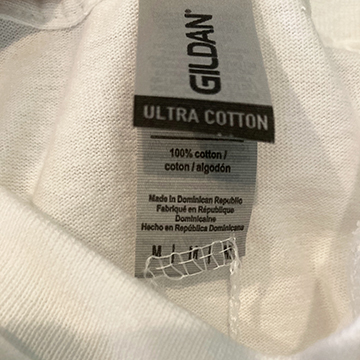 GILDAN®
ULTRA COTTON
100% cotton /
coton / algodón
Made in Dominican Republic
Fabriqué en République
Dominicaine
Hecho en República Dominicana
M / M / M